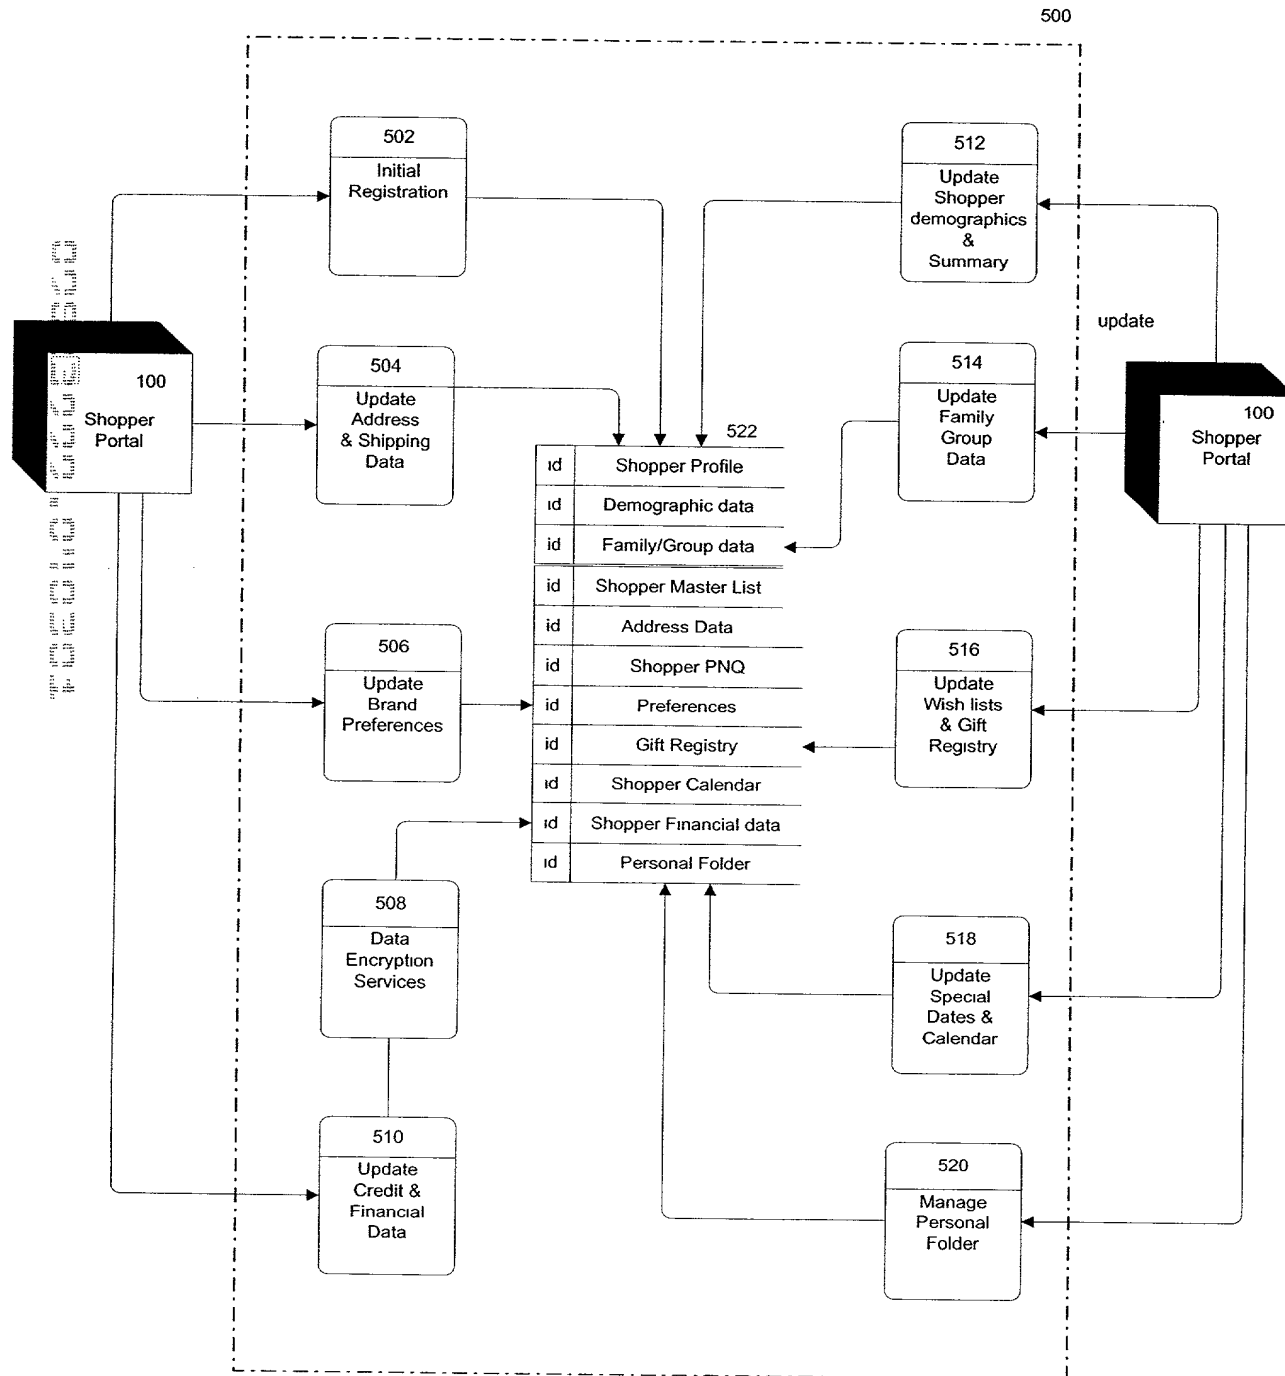 500
502
Initial
Registration
512
Update
Shopper
demographics
&
Summary
update
100
Shopper
Portal
504
Update
Address
& Shipping
Data
514
Update
Family
Group
Data
100
Shopper
Portal
522
id Shopper Profile
id Demographic data
id Family/Group data
id Shopper Master List
id Address Data
id Shopper PNQ
id Preferences
id Gift Registry
id Shopper Calendar
id Shopper Financial data
id Personal Folder
506
Update
Brand
Preferences
516
Update
Wish lists
& Gift
Registry
508
Data
Encryption
Services
518
Update
Special
Dates &
Calendar
510
Update
Credit &
Financial
Data
520
Manage
Personal
Folder